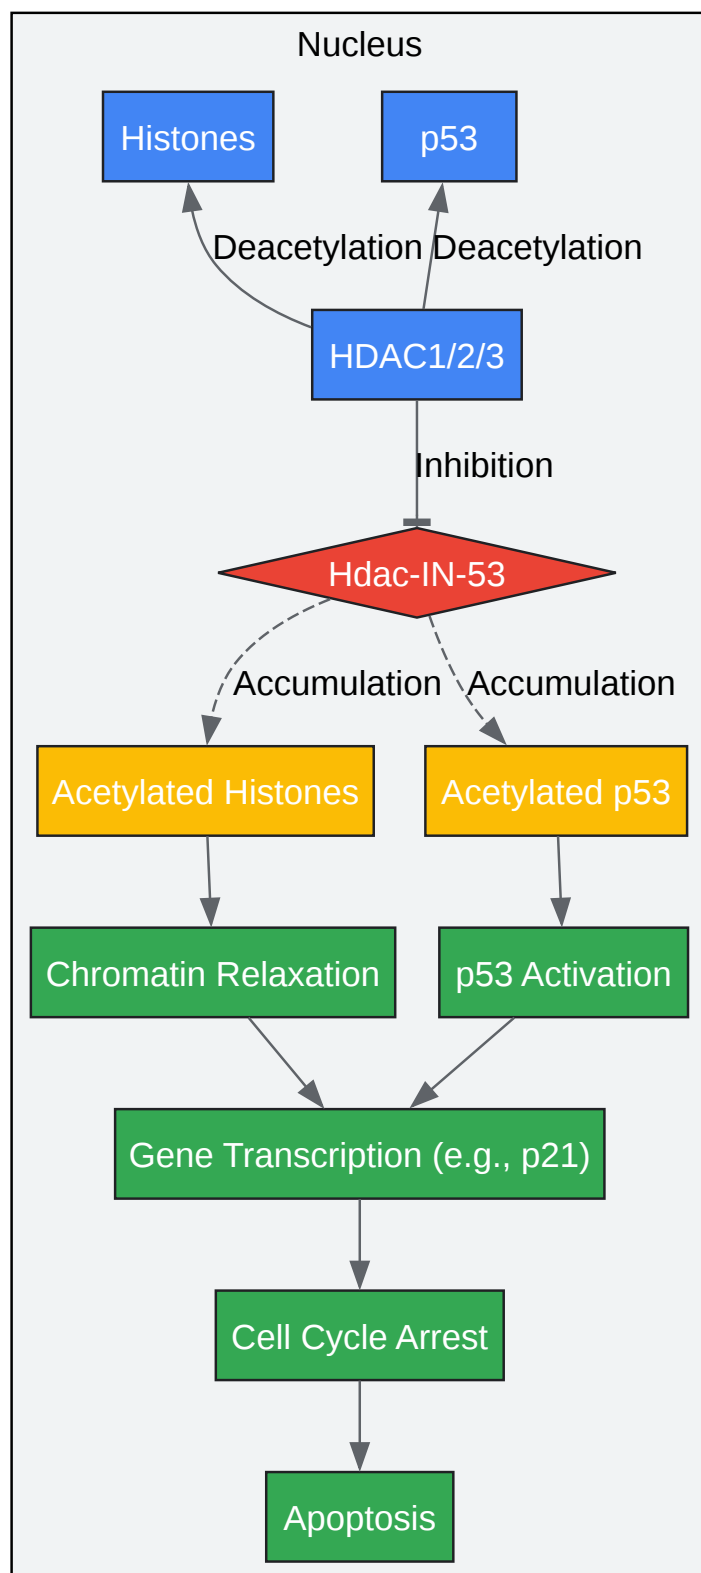 Nucleus
Histones
p53
Deacetylation
Deacetylation
HDAC1/2/3
Inhibition
Hdac-IN-53
Accumulation
Accumulation
Acetylated Histones
Acetylated p53
Chromatin Relaxation
p53 Activation
Gene Transcription (e.g., p21)
Cell Cycle Arrest
Apoptosis